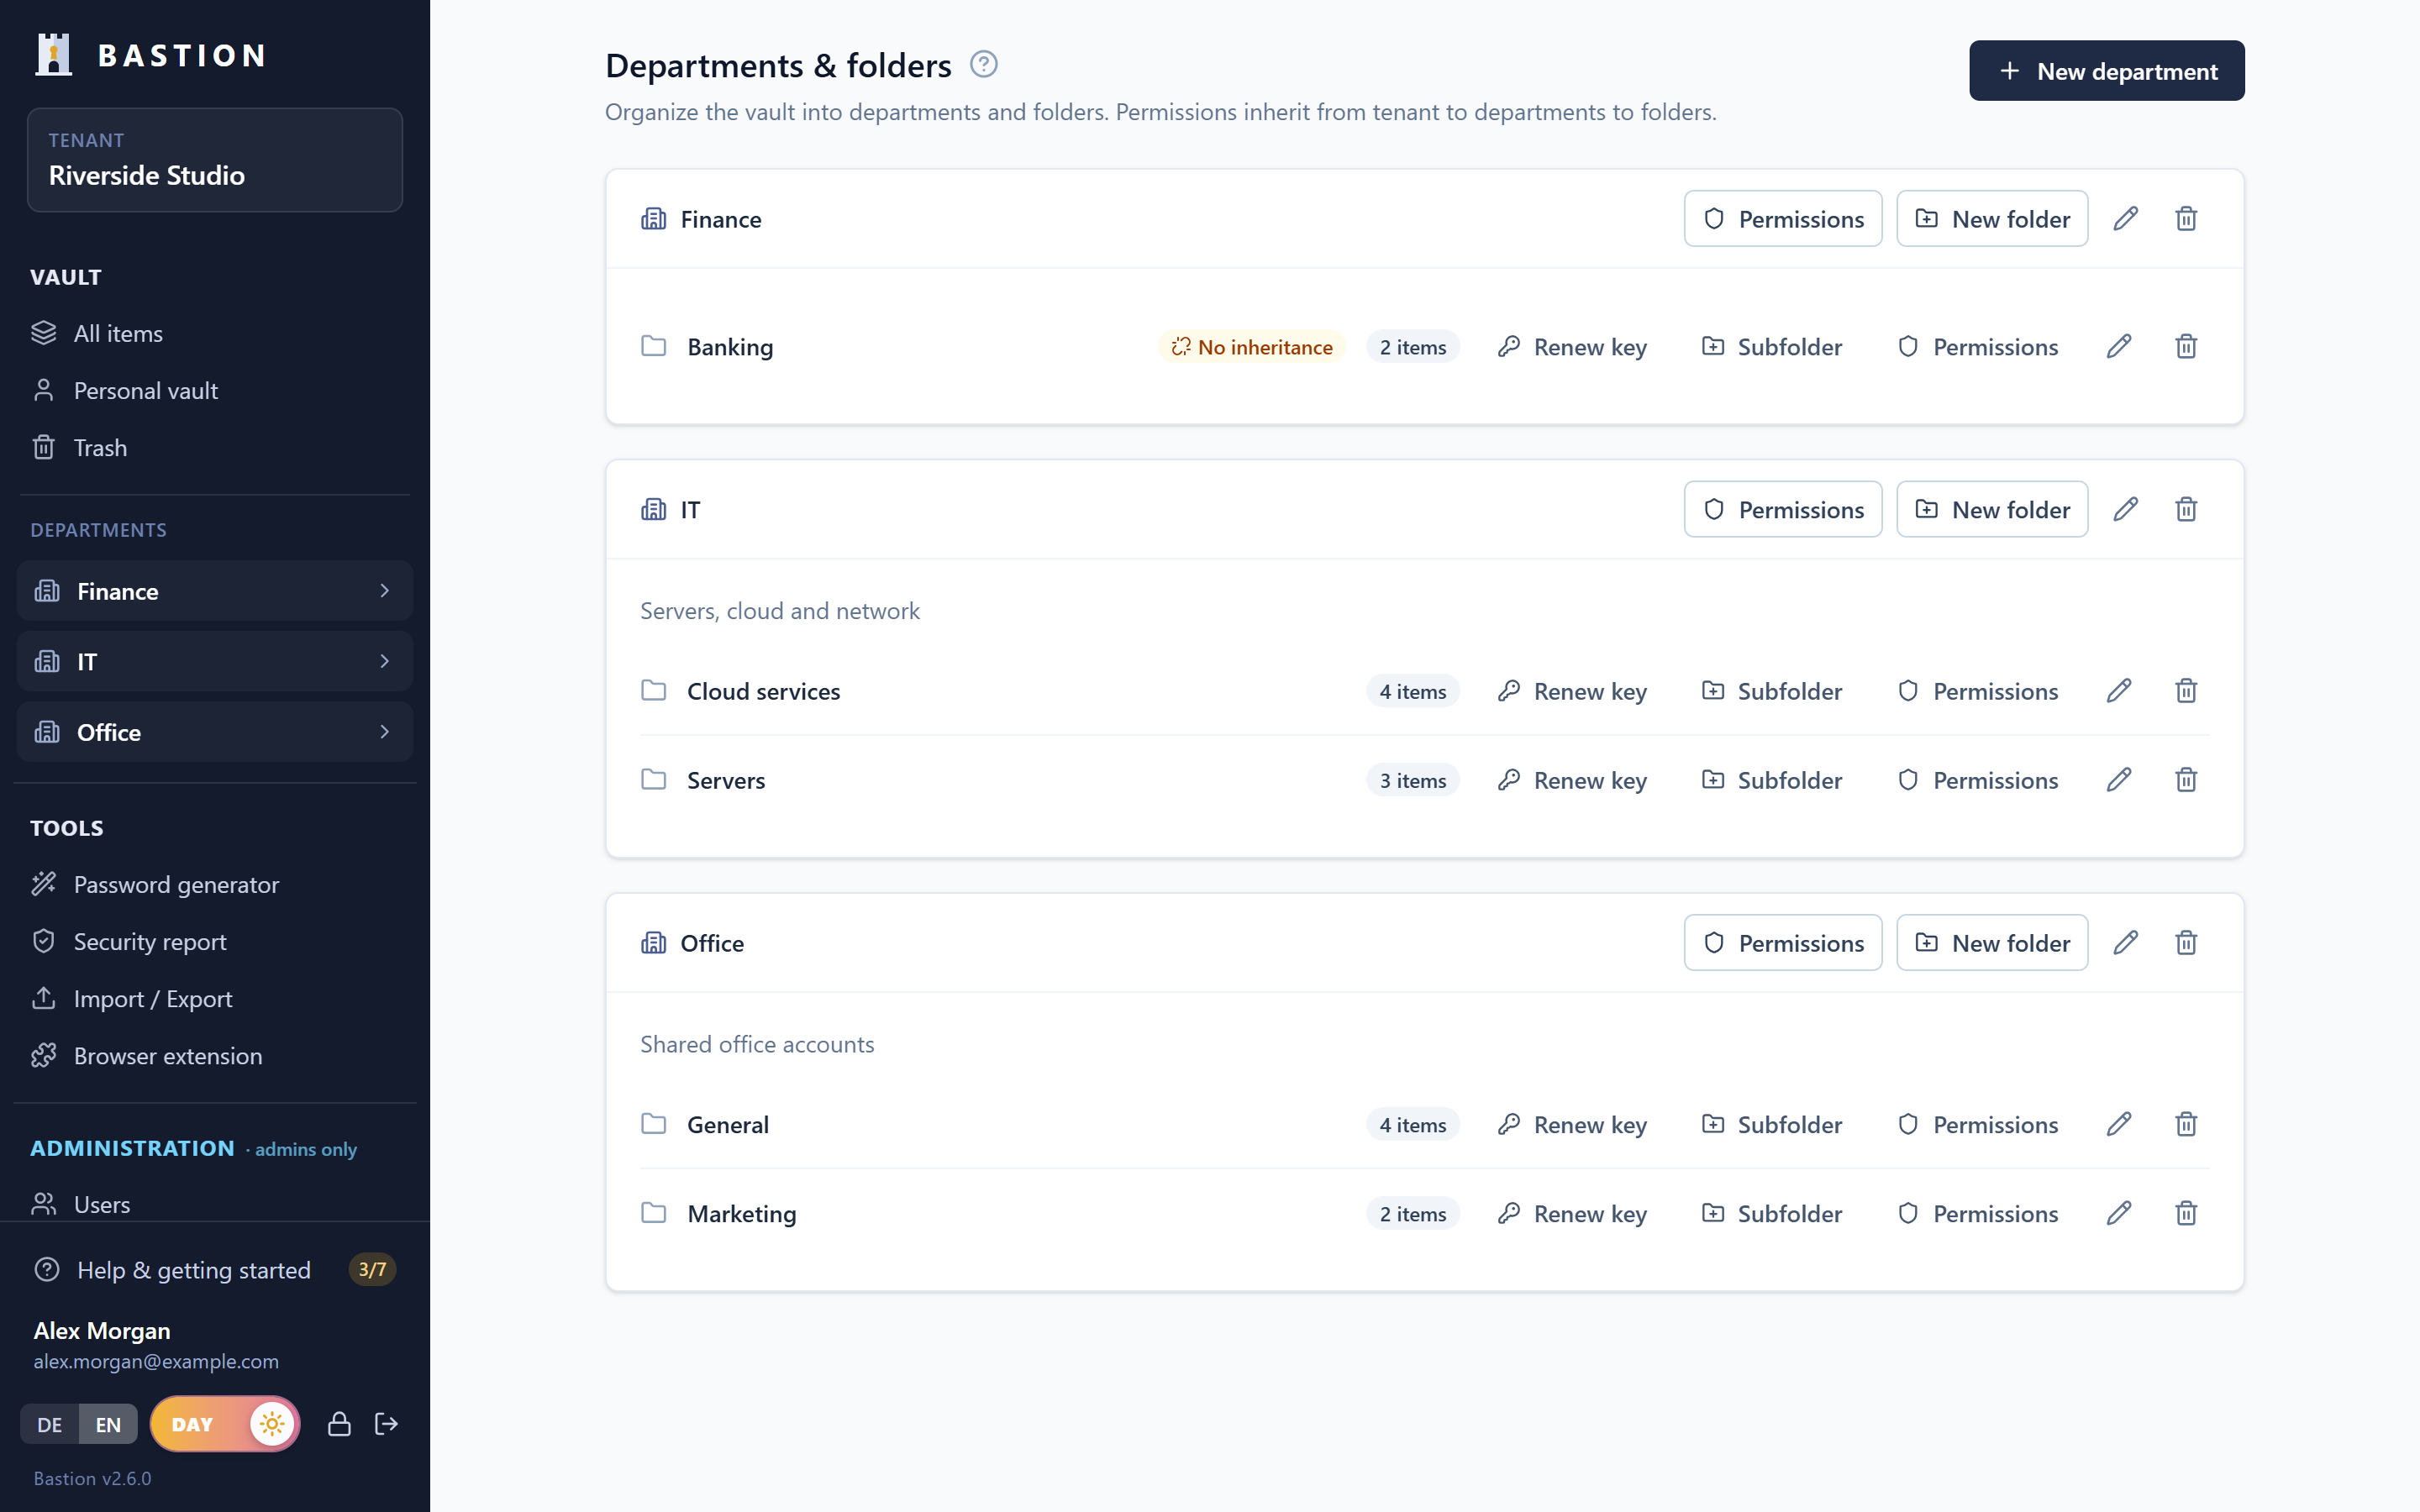 BASTION
TENANT
Riverside Studio
VAULT
All items
Personal vault
Trash
DEPARTMENTS
Finance
IT
Office
TOOLS
Password generator
Security report
Import / Export
Browser extension
ADMINISTRATION · admins only
Users
Help & getting started 3/7
Alex Morgan
alex.morgan@example.com
DE EN DAY
Bastion v2.6.0
Departments & folders
New department
Organize the vault into departments and folders. Permissions inherit from tenant to departments to folders.
Finance Permissions New folder
Banking No inheritance 2 items Renew key Subfolder Permissions
IT Permissions New folder
Servers, cloud and network
Cloud services 4 items Renew key Subfolder Permissions
Servers 3 items Renew key Subfolder Permissions
Office Permissions New folder
Shared office accounts
General 4 items Renew key Subfolder Permissions
Marketing 2 items Renew key Subfolder Permissions